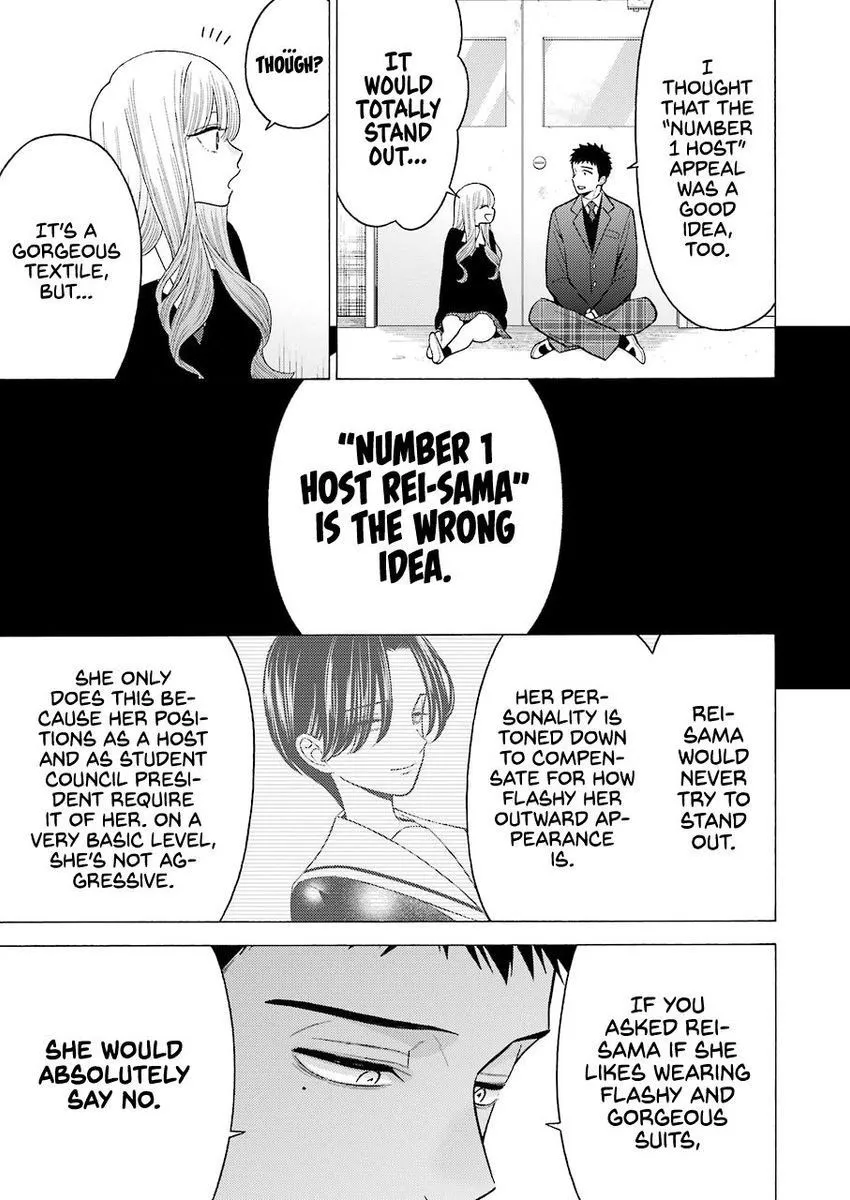 I
THOUGHT
THAT THE
"NUMBER
1 HOST"
APPEAL
WAS A
GOOD
IDEA,
TOO.
IT
WOULD
TOTALLY
STAND
OUT...
...
THOUGH?
IT'S A
GORGEOUS
TEXTILE,
BUT...
"NUMBER 1
HOST REI-SAMA"
IS THE WRONG
IDEA.
REI-
SAMA
WOULD
NEVER
TRY TO
STAND
OUT.
HER PER-
SONALITY IS
TONED DOWN
TO COMPEN-
SATE FOR HOW
FLASHY HER
OUTWARD AP-
PEARANCE
IS.
SHE ONLY
DOES THIS BE-
CAUSE HER POSI-
TIONS AS A HOST
AND AS STUDENT
COUNCIL PRESI-
DENT REQUIRE
IT OF HER. ON A
VERY BASIC LEVEL,
SHE'S NOT AG-
GRESSIVE.
IF YOU
ASKED REI-
SAMA IF SHE
LIKES WEARING
FLASHY AND
GORGEOUS
SUITS,
SHE WOULD
ABSOLUTELY
SAY NO.